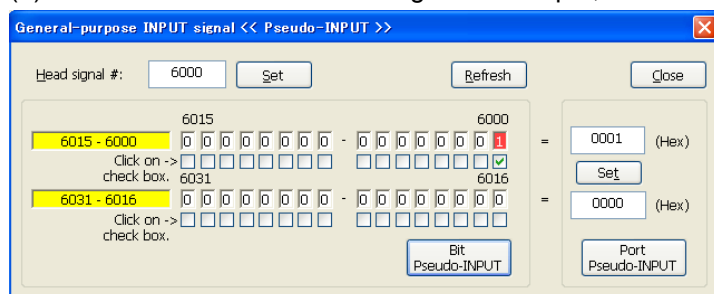 General-purpose INPUT signal << Pseudo-INPUT >>
Head signal #: 6000 Set Refresh Close
6015 6000
6015 - 6000 0 0 0 0 0 0 0 0 - 0 0 0 0 0 0 0 1 = 0001 (Hex)
Click on -> 
check box. 6031 6016 Set
6031 - 6016 0 0 0 0 0 0 0 0 - 0 0 0 0 0 0 0 0 = 0000 (Hex)
Click on ->
check box.
Bit
Pseudo-INPUT
Port
Pseudo-INPUT